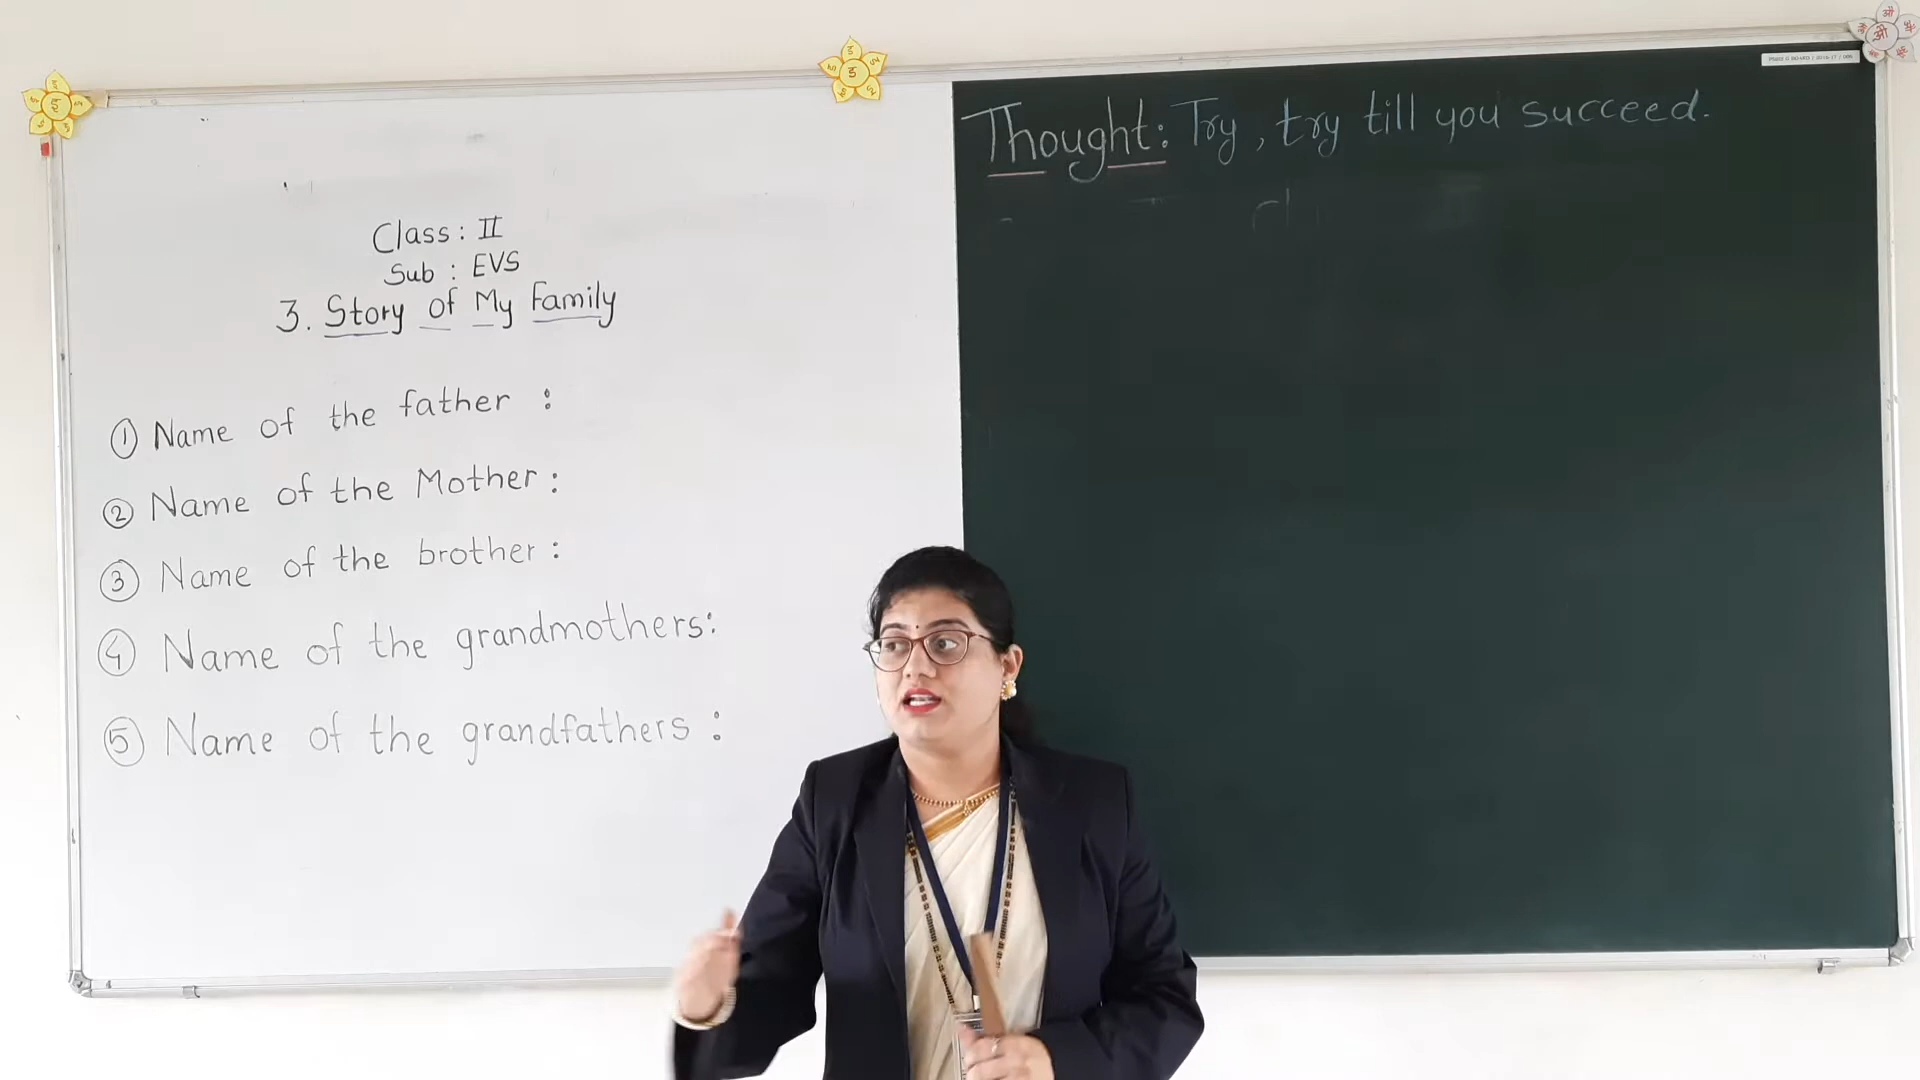 Class : II
Sub : EVS
3. Story of My Family
① Name of the father :
② Name of the Mother :
③ Name of the brother :
④ Name of the grandmothers:
⑤ Name of the grandfathers :
Thought: Try, try till you succeed.